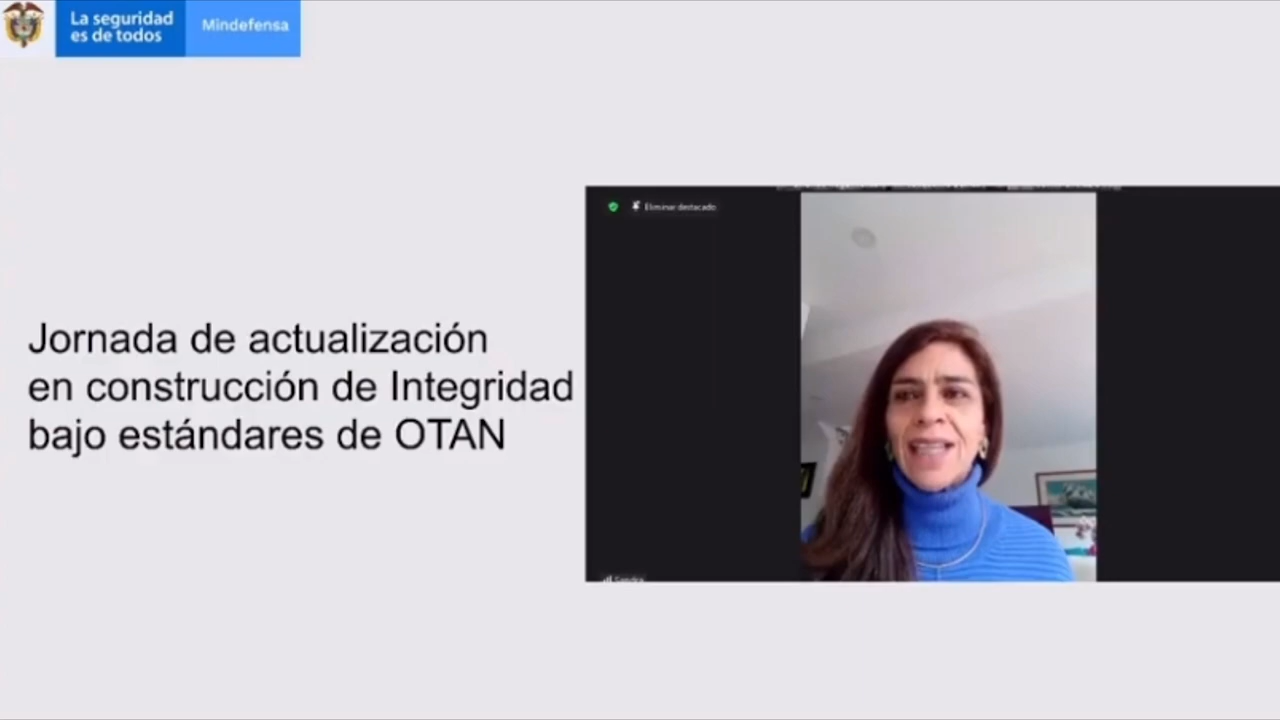 La seguridad
es de todos
Mindefensa
Eliminar destacado
Jornada de actualización
en construcción de Integridad
bajo estándares de OTAN
Sandra